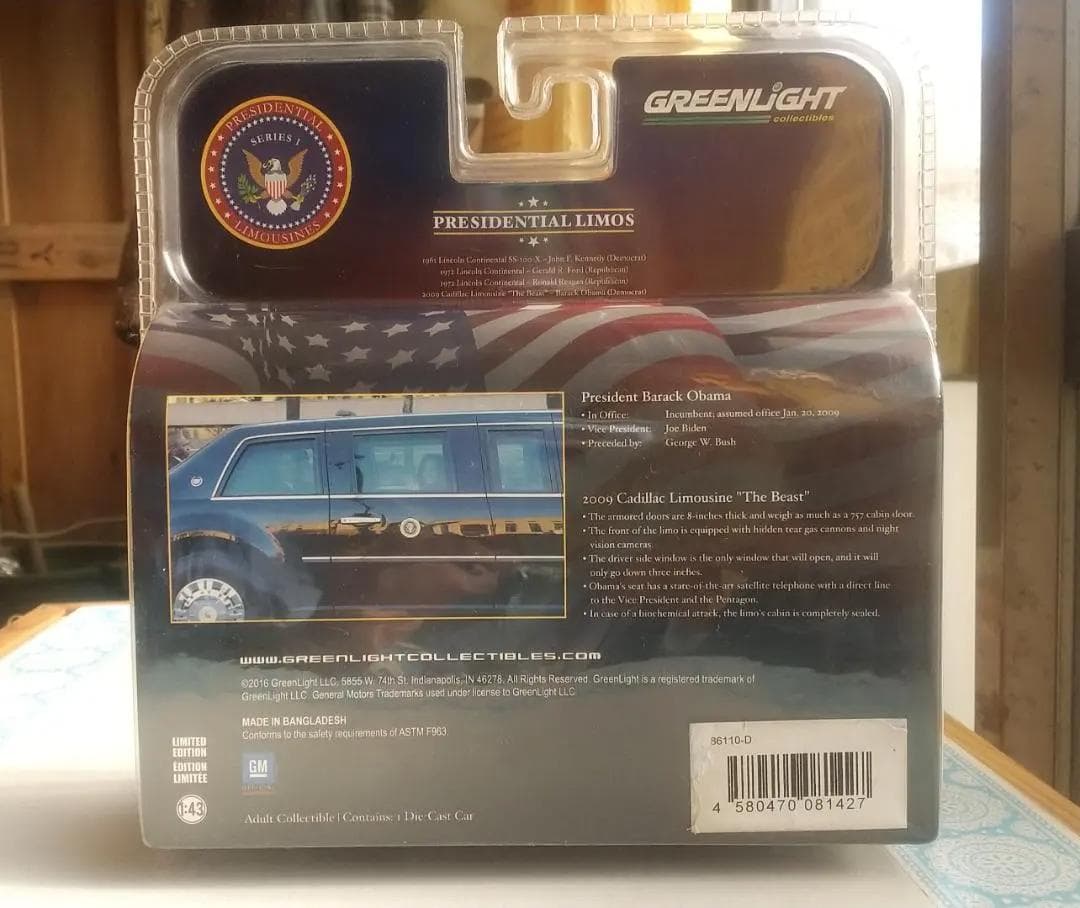 PRESIDENTIAL
SERIES I
LIMOUSINES
GREENLiGHT
collectibles
PRESIDENTIAL LIMOS
1961 Lincoln Continental SS-100-X – John F. Kennedy (Democrat)
1972 Lincoln Continental – Gerald R. Ford (Republican)
1972 Lincoln Continental – Ronald Reagan (Republican)
2009 Cadillac Limousine "The Beast" – Barack Obama (Democrat)
President Barack Obama
• In Office: Incumbent; assumed office Jan. 20, 2009
• Vice President: Joe Biden
• Preceded by: George W. Bush
2009 Cadillac Limousine "The Beast"
• The armored doors are 8-inches thick and weigh as much as a 757 cabin door.
• The front of the limo is equipped with hidden tear gas cannons and night
vision cameras.
• The driver side window is the only window that will open, and it will
only go down three inches.
• Obama's seat has a state-of-the-art satellite telephone with a direct line
to the Vice President and the Pentagon.
• In case of a biochemical attack, the limo's cabin is completely sealed.
WWW.GREENLIGHTCOLLECTIBLES.COM
©2016 GreenLight LLC, 5855 W. 74th St. Indianapolis, IN 46278. All Rights Reserved. GreenLight is a registered trademark of
GreenLight LLC. General Motors Trademarks used under license to GreenLight LLC.
MADE IN BANGLADESH
Conforms to the safety requirements of ASTM F963.
LIMITED
EDITION
ÉDITION
LIMITÉE
1:43
GM
Adult Collectible | Contains: 1 Die-Cast Car
86110-D
4 580470 081427